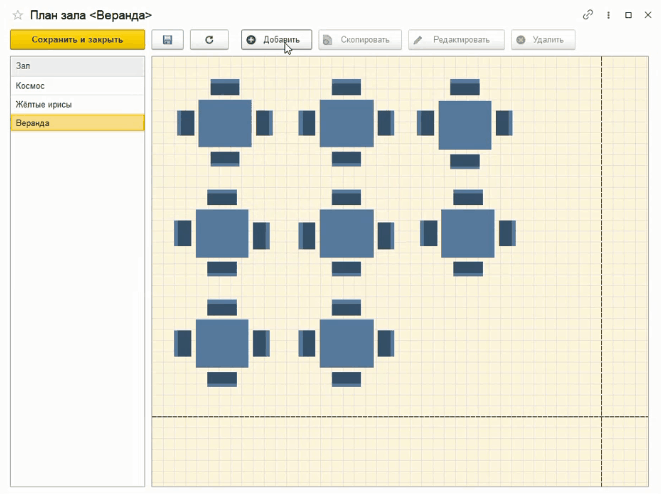 План зала <Веранда>
Сохранить и закрыть
Добавить
Скопировать
Редактировать
Удалить
Зал
Космос
Жёлтые ирисы
Веранда